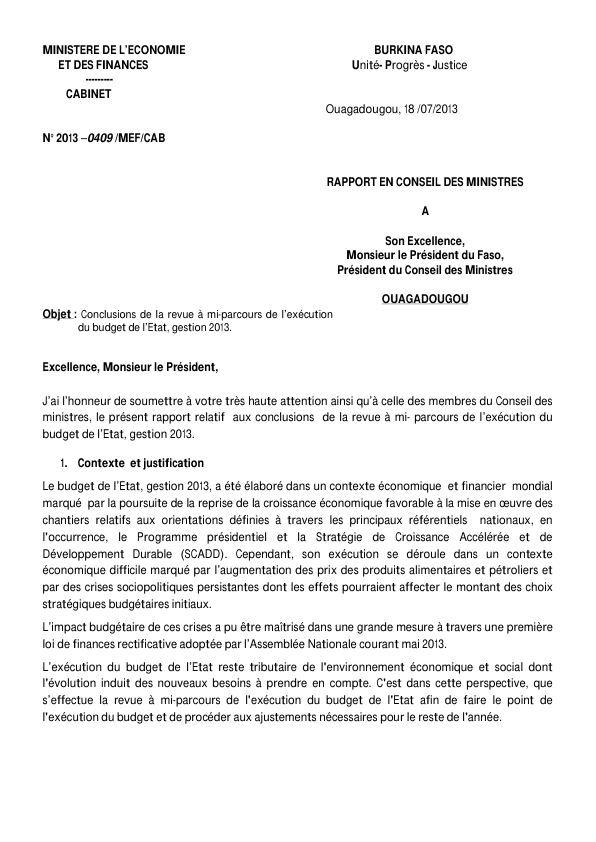 MINISTERE DE L'ECONOMIE
ET DES FINANCES
---------
CABINET
BURKINA FASO
Unité- Progrès - Justice
Ouagadougou, 18 /07/2013
N° 2013 –0409 /MEF/CAB
RAPPORT EN CONSEIL DES MINISTRES
A
Son Excellence,
Monsieur le Président du Faso,
Président du Conseil des Ministres
OUAGADOUGOU
Objet : Conclusions de la revue à mi-parcours de l'exécution
du budget de l'Etat, gestion 2013.
Excellence, Monsieur le Président,
J'ai l'honneur de soumettre à votre très haute attention ainsi qu'à celle des membres du Conseil des
ministres, le présent rapport relatif aux conclusions de la revue à mi- parcours de l'exécution du
budget de l'Etat, gestion 2013.
1. Contexte et justification
Le budget de l'Etat, gestion 2013, a été élaboré dans un contexte économique et financier mondial
marqué par la poursuite de la reprise de la croissance économique favorable à la mise en œuvre des
chantiers relatifs aux orientations définies à travers les principaux référentiels nationaux, en
l'occurrence, le Programme présidentiel et la Stratégie de Croissance Accélérée et de
Développement Durable (SCADD). Cependant, son exécution se déroule dans un contexte
économique difficile marqué par l'augmentation des prix des produits alimentaires et pétroliers et
par des crises sociopolitiques persistantes dont les effets pourraient affecter le montant des choix
stratégiques budgétaires initiaux.
L'impact budgétaire de ces crises a pu être maîtrisé dans une grande mesure à travers une première
loi de finances rectificative adoptée par l'Assemblée Nationale courant mai 2013.
L'exécution du budget de l'Etat reste tributaire de l'environnement économique et social dont
l'évolution induit des nouveaux besoins à prendre en compte. C'est dans cette perspective, que
s'effectue la revue à mi-parcours de l'exécution du budget de l'Etat afin de faire le point de
l'exécution du budget et de procéder aux ajustements nécessaires pour le reste de l'année.